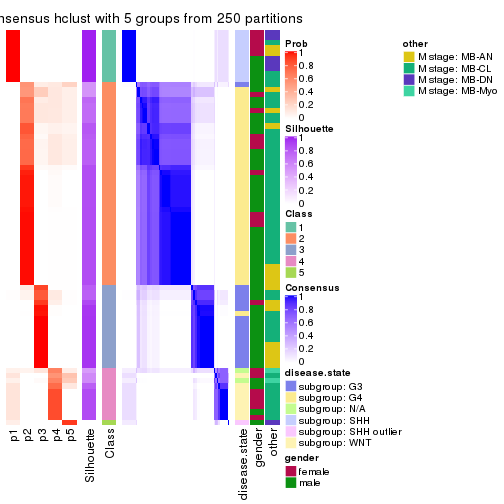 nsensus hclust with 5 groups from 250 partitions
Prob
1
0.8
0.6
0.4
0.2
0
Silhouette
1
0.8
0.6
0.4
0.2
0
Class
1
2
3
4
5
Consensus
1
0.8
0.6
0.4
0.2
0
disease.state
subgroup: G3
subgroup: G4
subgroup: N/A
subgroup: SHH
subgroup: SHH outlier
subgroup: WNT
gender
female
male
other
M stage: MB-AN
M stage: MB-CL
M stage: MB-DN
M stage: MB-Myo
p1
p2
p3
p4
p5
Silhouette
Class
disease.state
gender
other